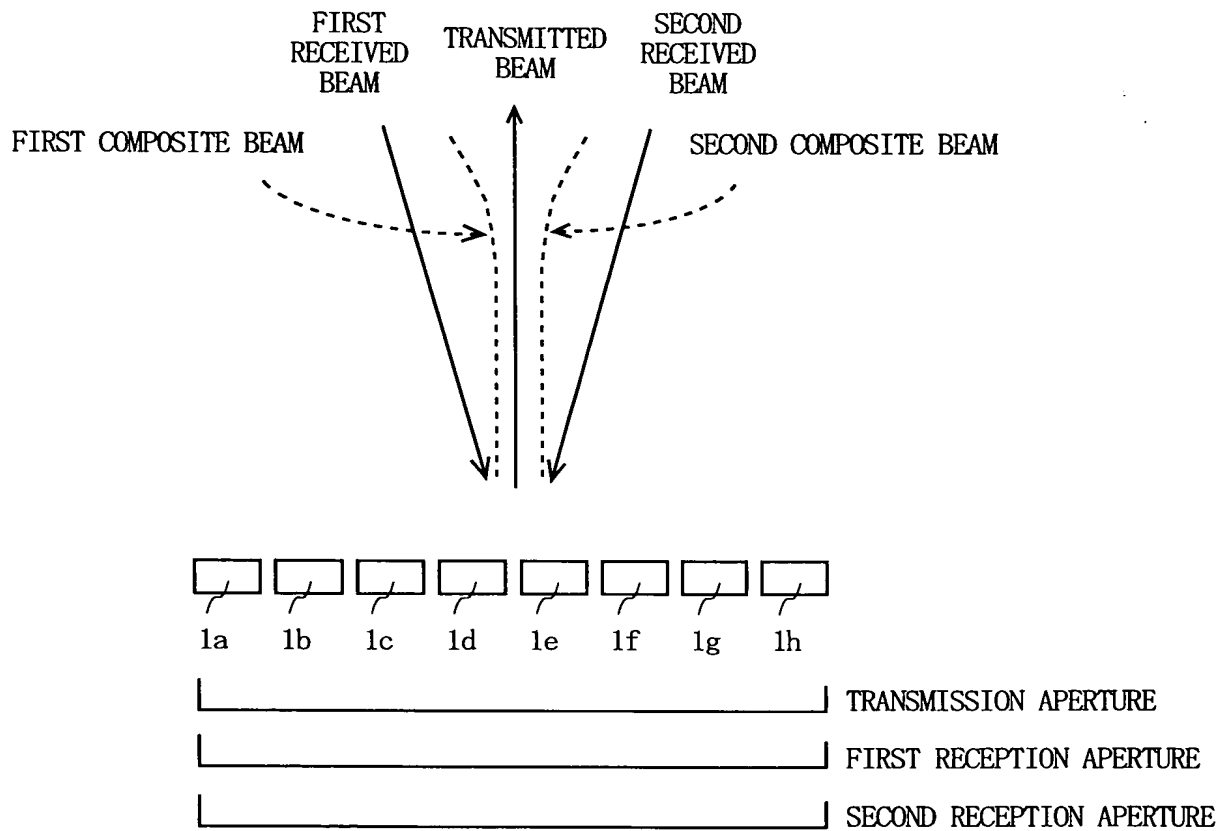 FIRST
RECEIVED
BEAM
TRANSMITTED
BEAM
SECOND
RECEIVED
BEAM
FIRST COMPOSITE BEAM
SECOND COMPOSITE BEAM
1a 1b 1c 1d 1e 1f 1g 1h
TRANSMISSION APERTURE
FIRST RECEPTION APERTURE
SECOND RECEPTION APERTURE